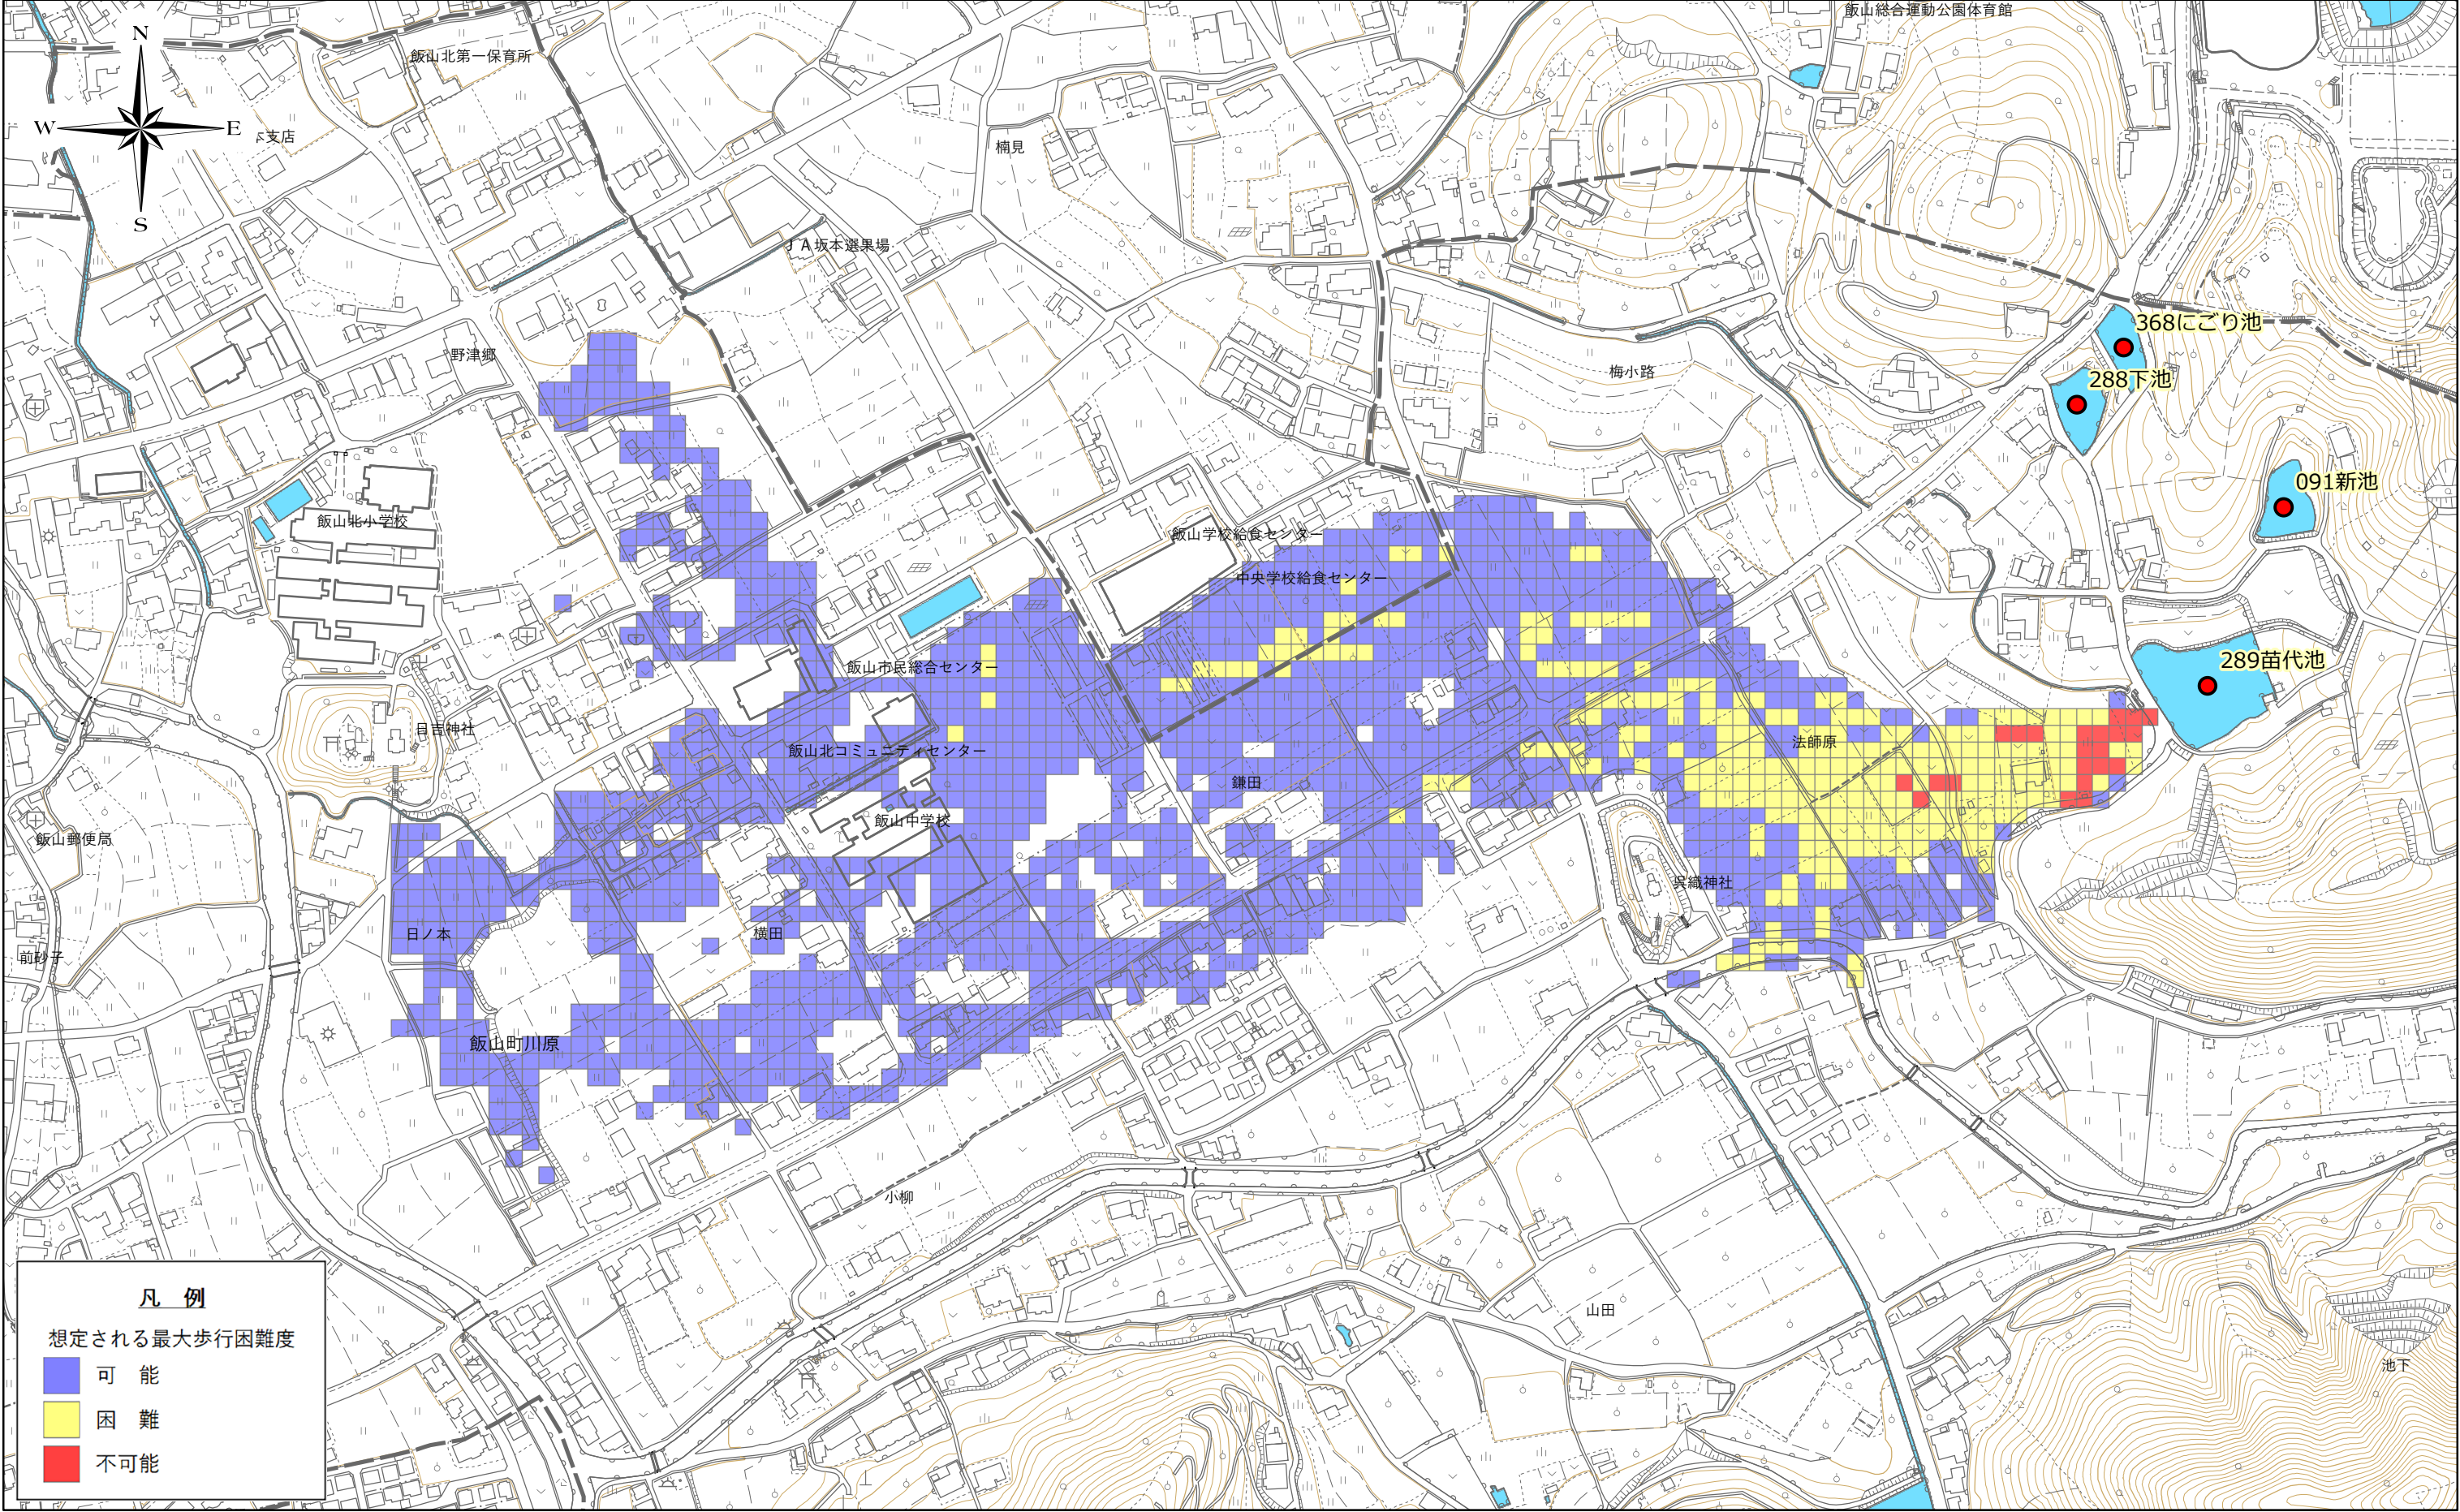 飯山総合運動公園体育館
N
飯山北第一保育所
W
E
支店
楠見
S
ＪＡ坂本選果場
368にごり池
野津郷
梅小路
288下池
091新池
飯山北小学校
飯山学校給食センター
中央学校給食センター
飯山市民総合センター
289苗代池
日吉神社
法師原
飯山北コミュニティセンター
鎌田
飯山中学校
飯山郵便局
呉織神社
日ノ本
横田
前砂子
飯山町川原
小柳
山田
池下
凡　例
想定される最大歩行困難度
可　能
困　難
不可能